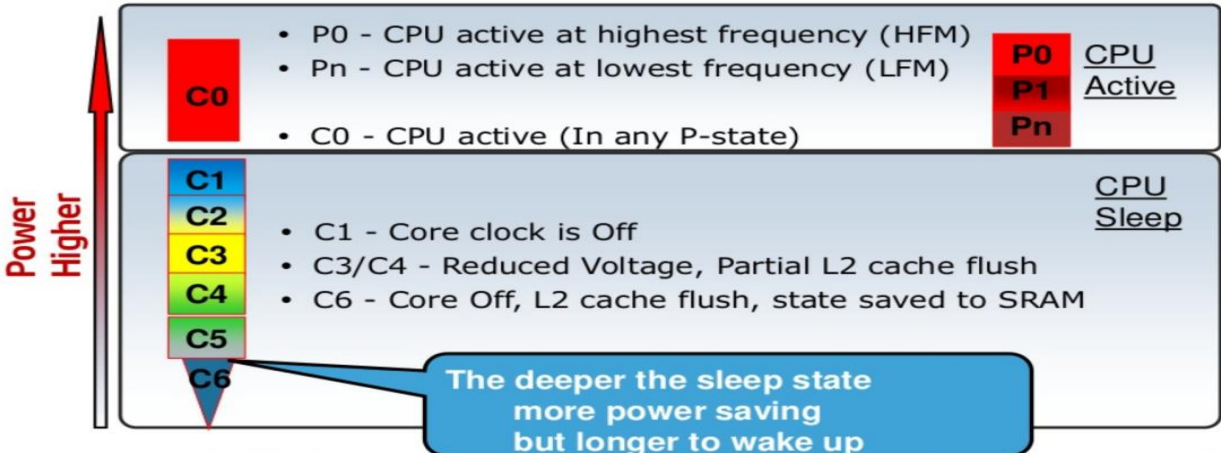 • P0 - CPU active at highest frequency (HFM)
• Pn - CPU active at lowest frequency (LFM)
• C0 - CPU active (In any P-state)
C0
P0
P1
Pn
CPU
Active
Power
Higher
C1
C2
C3
C4
C5
C6
CPU
Sleep
• C1 - Core clock is Off
• C3/C4 - Reduced Voltage, Partial L2 cache flush
• C6 - Core Off, L2 cache flush, state saved to SRAM
The deeper the sleep state
more power saving
but longer to wake up